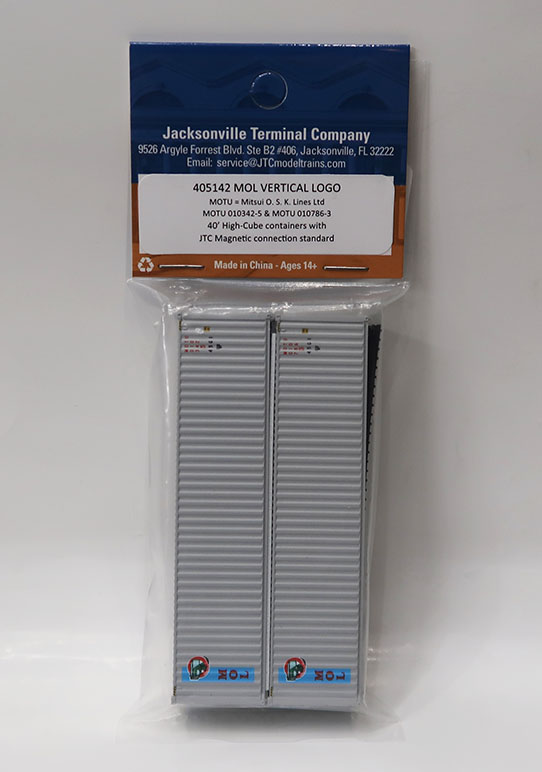 Jacksonville Terminal Company
9526 Argyle Forrest Blvd. Ste B2 #406, Jacksonville, FL 32222
Email: service@JTCmodeltrains.com
405142 MOL VERTICAL LOGO
MOTU = Mitsui O. S. K. Lines Ltd
MOTU 010342-5 & MOTU 010786-3
40' High-Cube containers with
JTC Magnetic connection standard
Made in China - Ages 14+
MOL
MOL